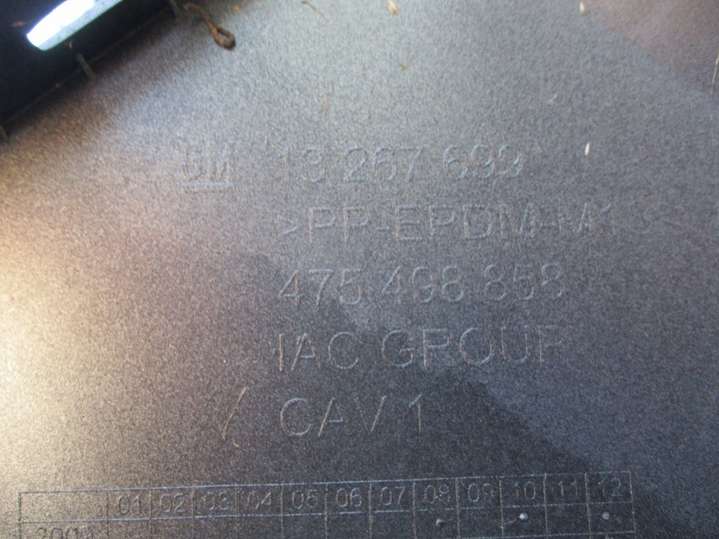 GM 13 267 693
>PP-EPDM-M1
475 498 858
IAC GROUP
CAV 1
01 02 03 04 05 06 07 08 09 10 11 12